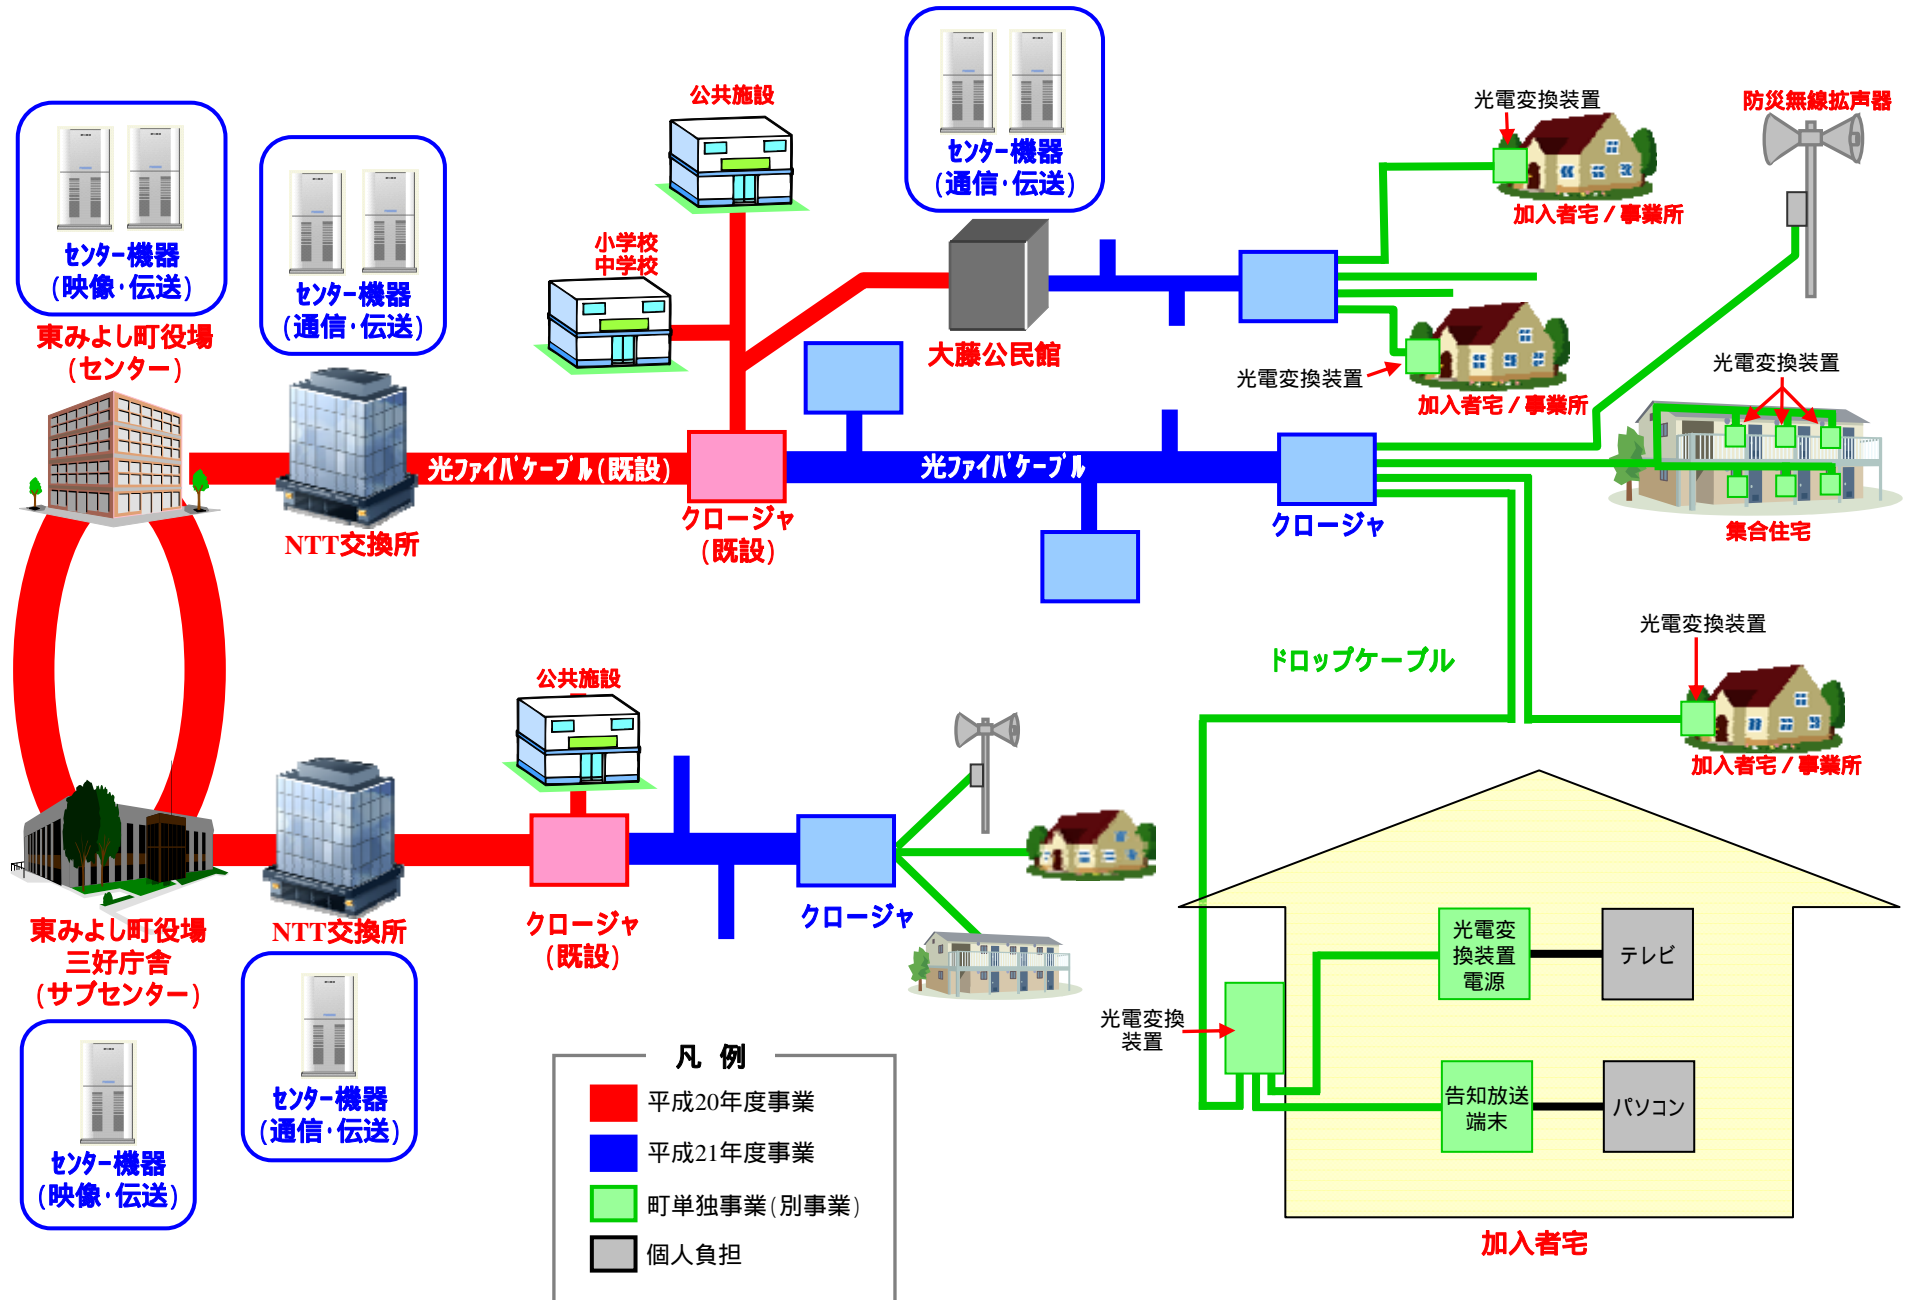 公共施設
センター機器
(通信・伝送)
光電変換装置
防災無線拡声器
加入者宅／事業所
センター機器
(映像・伝送)
センター機器
(通信・伝送)
小学校
中学校
東みよし町役場
(センター)
大藤公民館
光電変換装置
加入者宅／事業所
光電変換装置
光ファイバケーブル(既設)
光ファイバケーブル
クロージャ
(既設)
クロージャ
集合住宅
NTT交換所
光電変換装置
ドロップケーブル
加入者宅／事業所
公共施設
クロージャ
(既設)
クロージャ
東みよし町役場
三好庁舎
(サブセンター)
NTT交換所
センター機器
(通信・伝送)
センター機器
(映像・伝送)
光電変
換装置
電源
テレビ
光電変換
装置
告知放送
端末
パソコン
加入者宅
凡 例
平成20年度事業
平成21年度事業
町単独事業(別事業)
個人負担